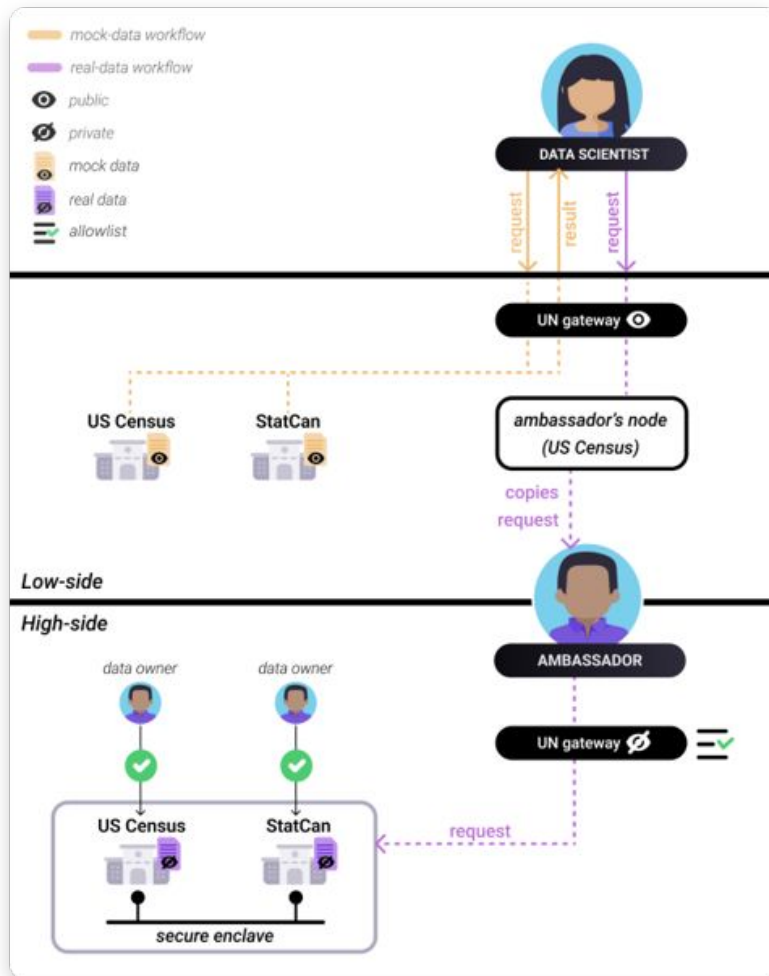 mock-data workflow
real-data workflow
public
private
mock data
real data
allowlist
DATA SCIENTIST
request
result
request
UN gateway
US Census
StatCan
ambassador's node
(US Census)
copies
request
Low-side
High-side
AMBASSADOR
data owner
data owner
UN gateway
US Census
StatCan
request
secure enclave